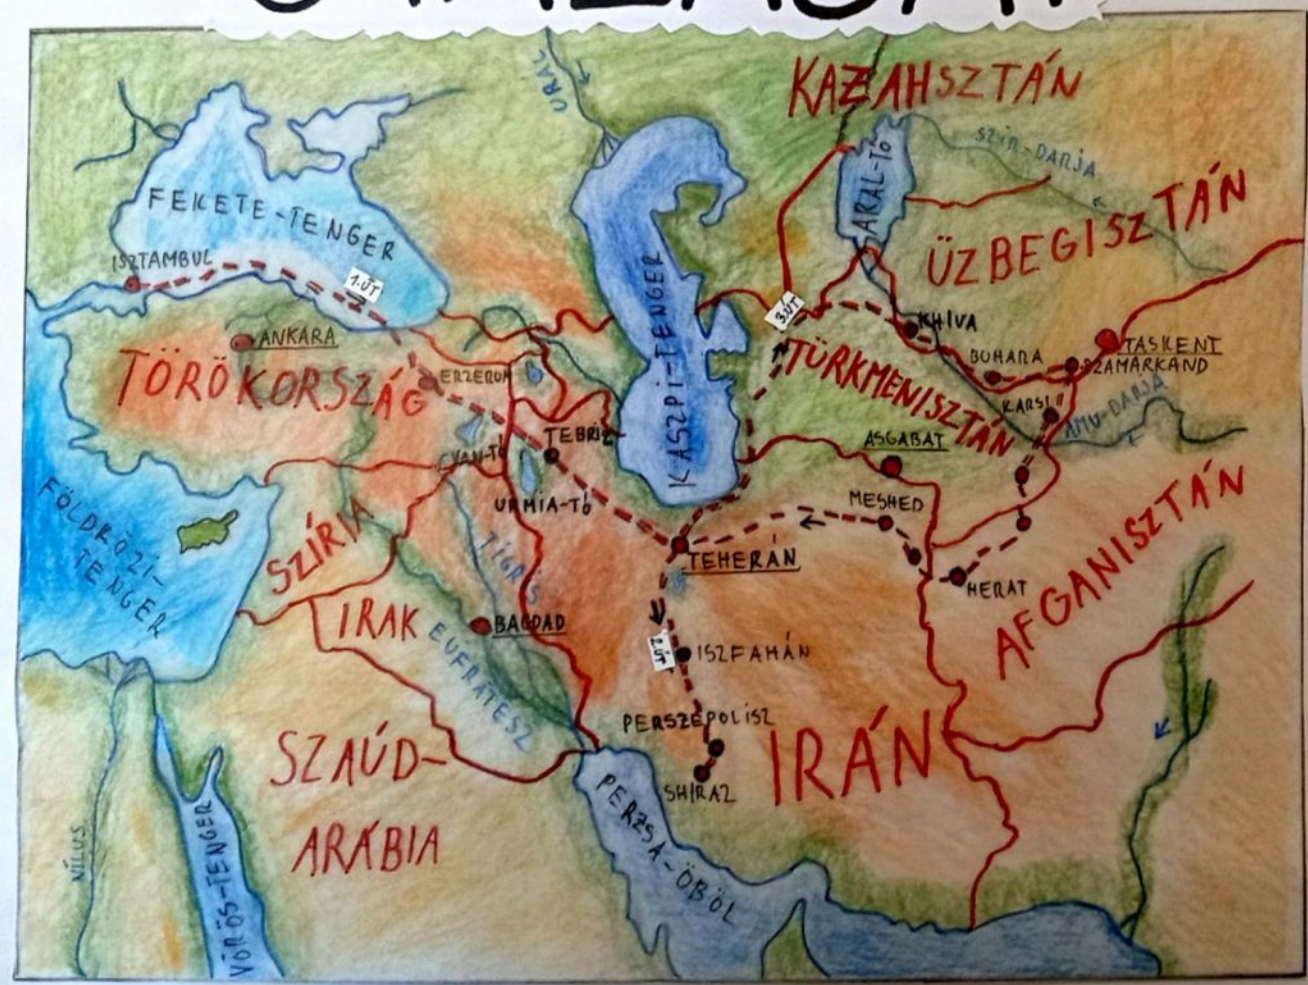 URAL
KAZAHSZTÁN
SZIR-DARJA
ARAL-TÓ
FEKETE-TENGER
ÜZBEGISZTÁN
ISZTAMBUL
1.ÚT
KASZPI-TENGER
3.ÚT
KHIVA
ANKARA
TASKENT
BUHARA
SZAMARKAND
TÖRÖKORSZÁG
ERZERUM
TÜRKMENISZTÁN
KARSI
AMU-DARJA
TEBRIZ
ASGABAT
VAN-TÓ
URMIA-TÓ
MESHED
FÖLDKÖZI-
TENGER
SZÍRIA
TIGRIS
TEHERÁN
HERAT
AFGANISZTÁN
IRAK
BAGDAD
EUFRATESZ
2.ÚT
ISZFAHÁN
PERSZEPOLISZ
SZAÚD-
ARÁBIA
IRÁN
SHIRAZ
PERZSA-ÖBÖL
NÍLUS
VÖRÖS-TENGER